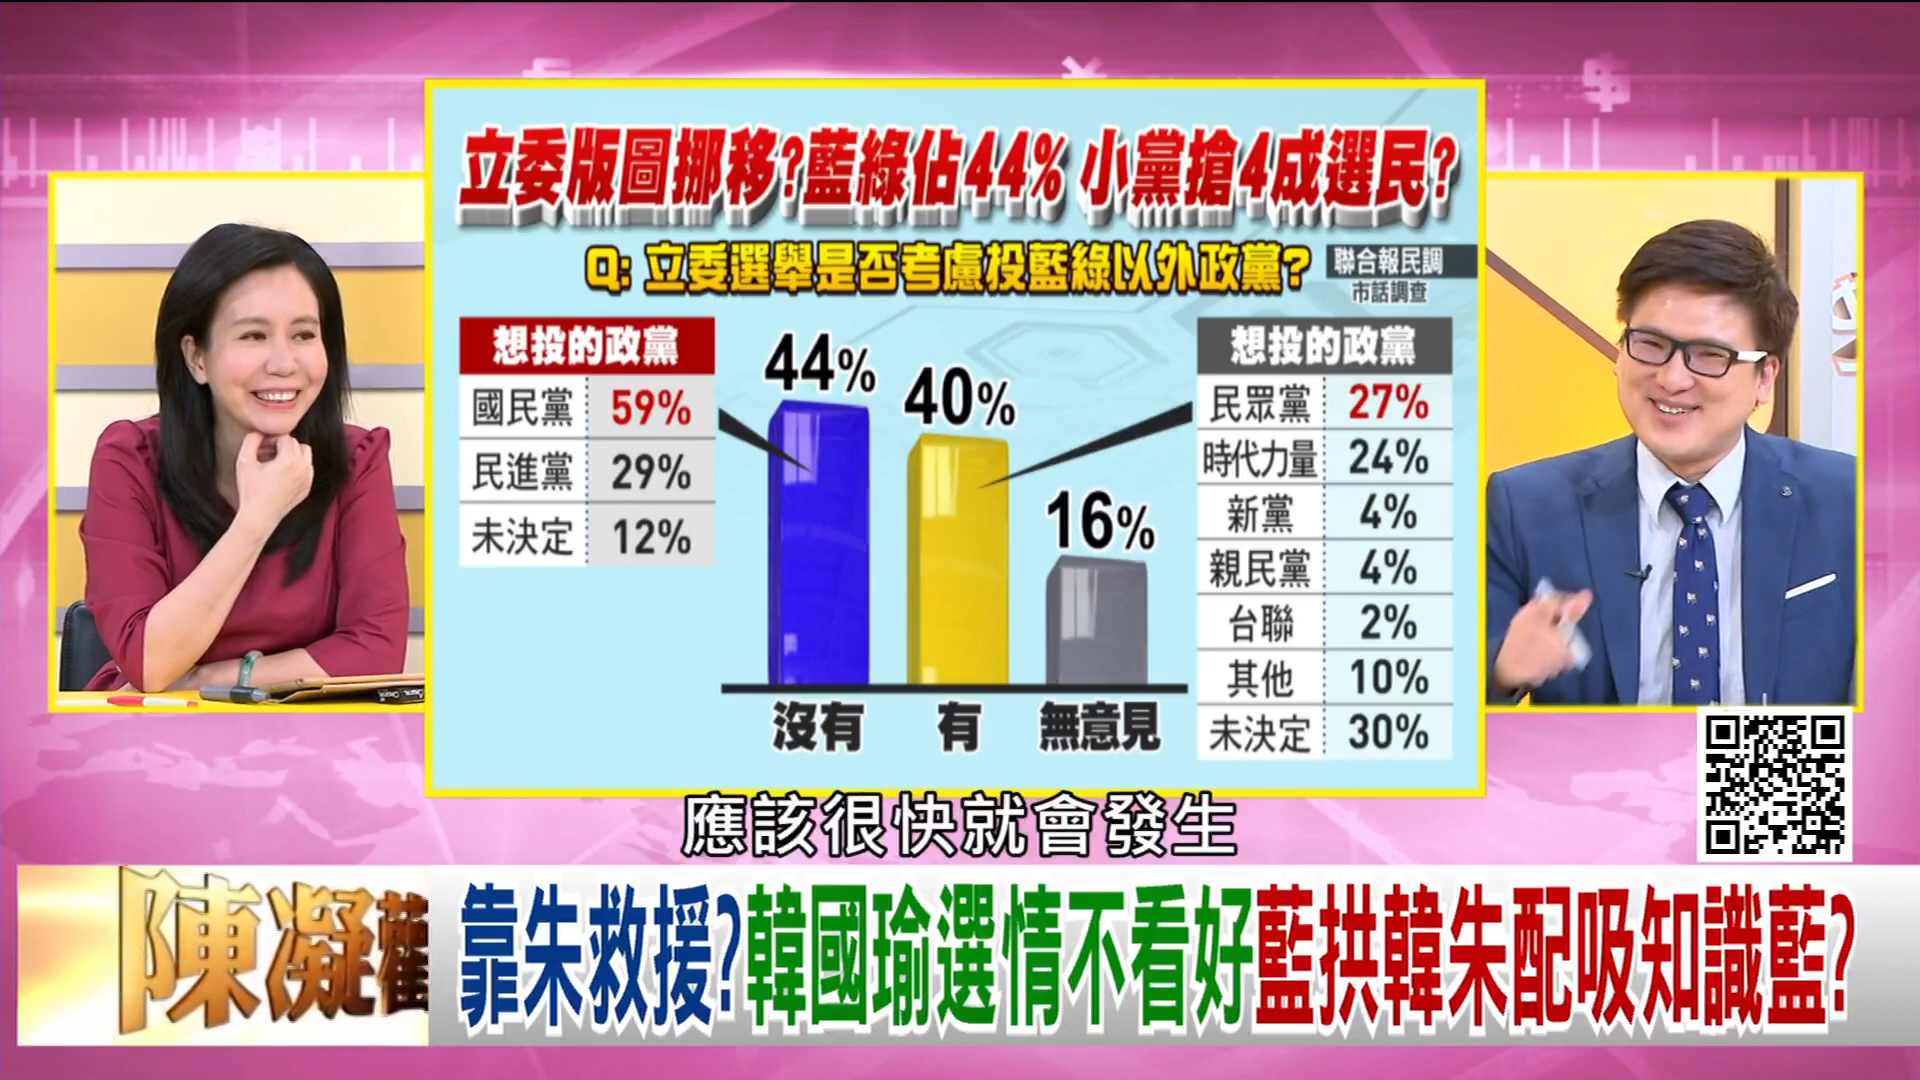 立委版圖挪移?藍綠佔44% 小黨搶4成選民?
Q: 立委選舉是否考慮投藍綠以外政黨?
聯合報民調
市話調查
想投的政黨
國民黨 59%
民進黨 29%
未決定 12%
44%
40%
16%
沒有 有 無意見
想投的政黨
民眾黨 27%
時代力量 24%
新黨 4%
親民黨 4%
台聯 2%
其他 10%
未決定 30%
應該很快就會發生
陳凝觀
靠朱救援?韓國瑜選情不看好藍拱韓朱配吸知識藍?